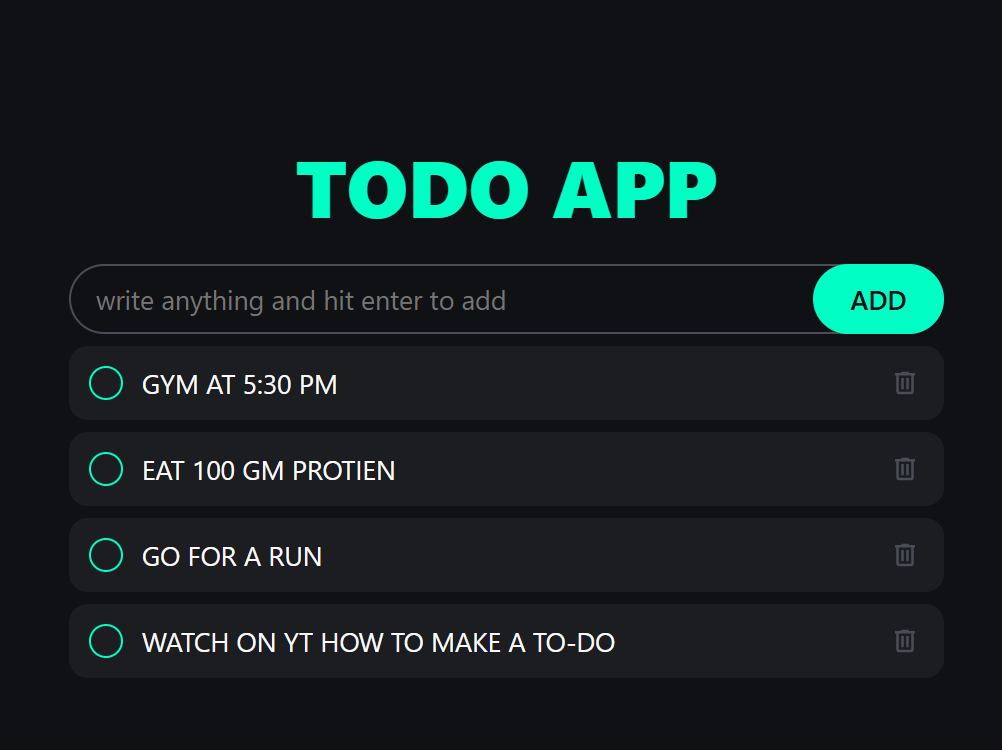 TODO APP
write anything and hit enter to add
ADD
GYM AT 5:30 PM
EAT 100 GM PROTIEN
GO FOR A RUN
WATCH ON YT HOW TO MAKE A TO-DO